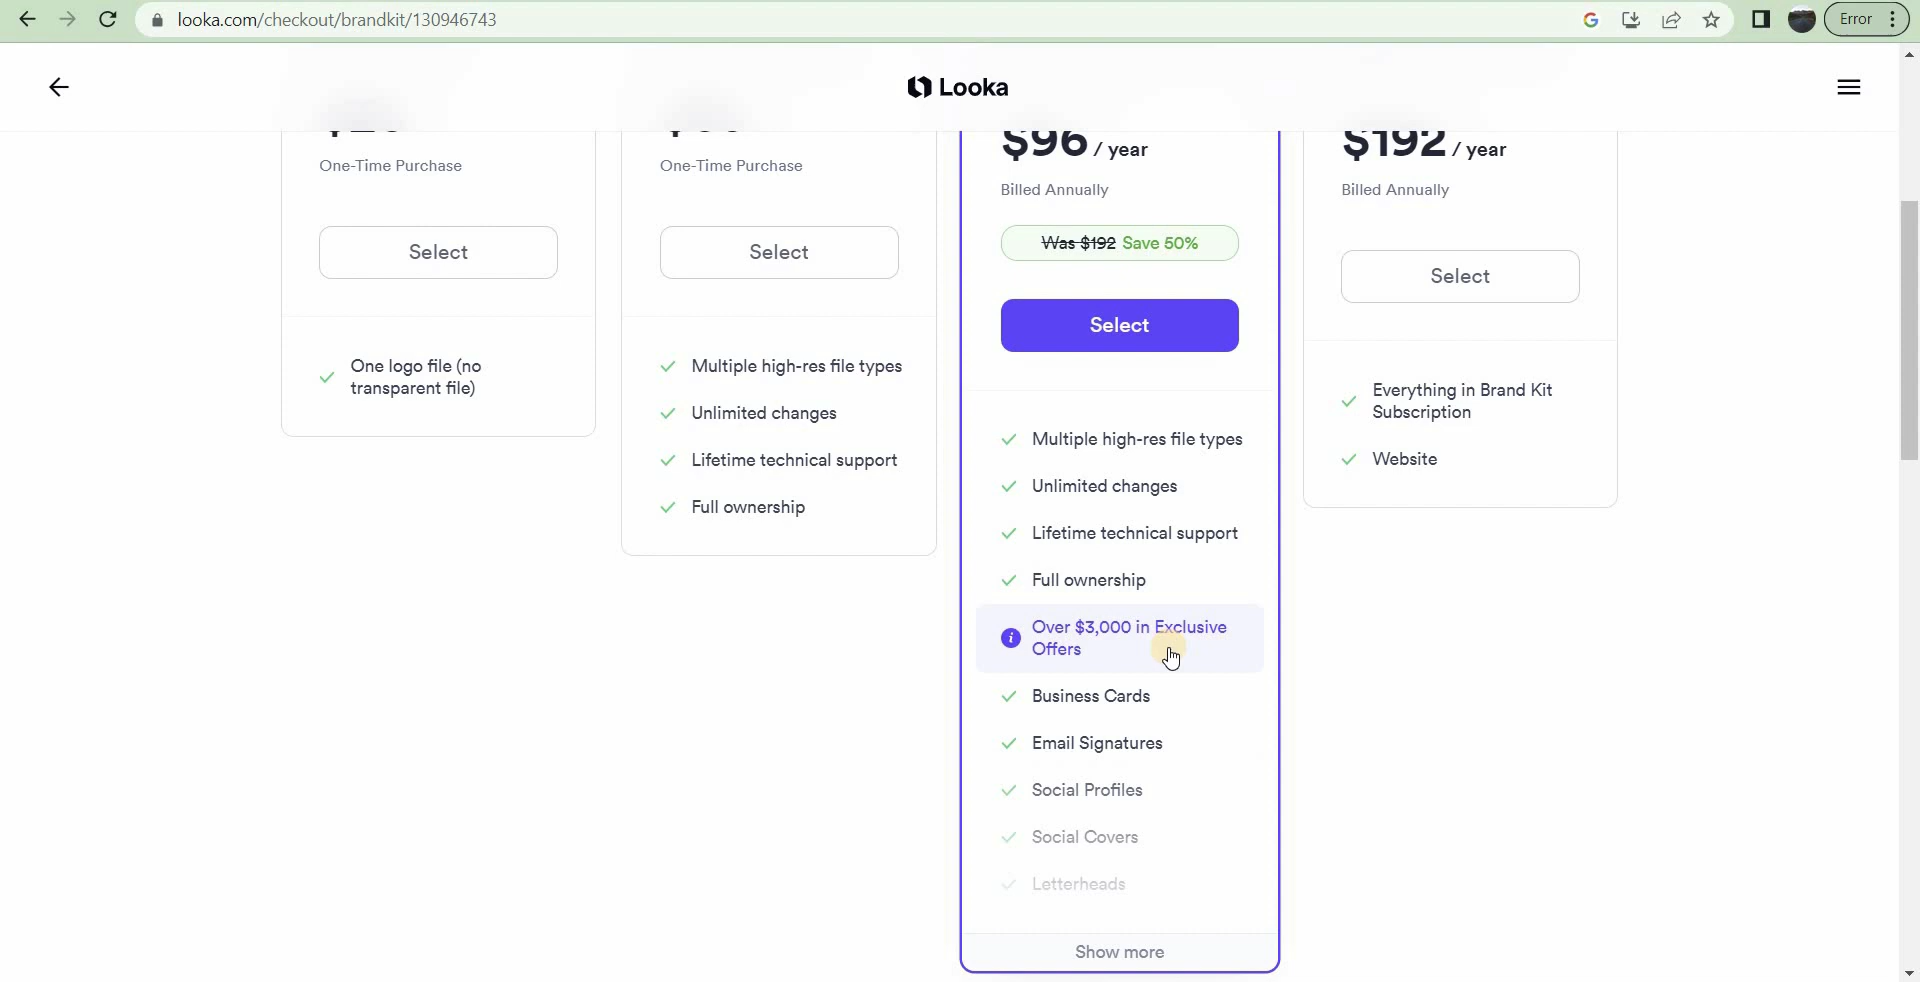 looka.com/checkout/brandkit/130946743
Error
Looka
One-Time Purchase
Select
One logo file (no
transparent file)
One-Time Purchase
Select
Multiple high-res file types
Unlimited changes
Lifetime technical support
Full ownership
$96 / year
Billed Annually
Was $192 Save 50%
Select
Multiple high-res file types
Unlimited changes
Lifetime technical support
Full ownership
i Over $3,000 in Exclusive
Offers
Business Cards
Email Signatures
Social Profiles
Social Covers
Letterheads
Show more
$192 / year
Billed Annually
Select
Everything in Brand Kit
Subscription
Website